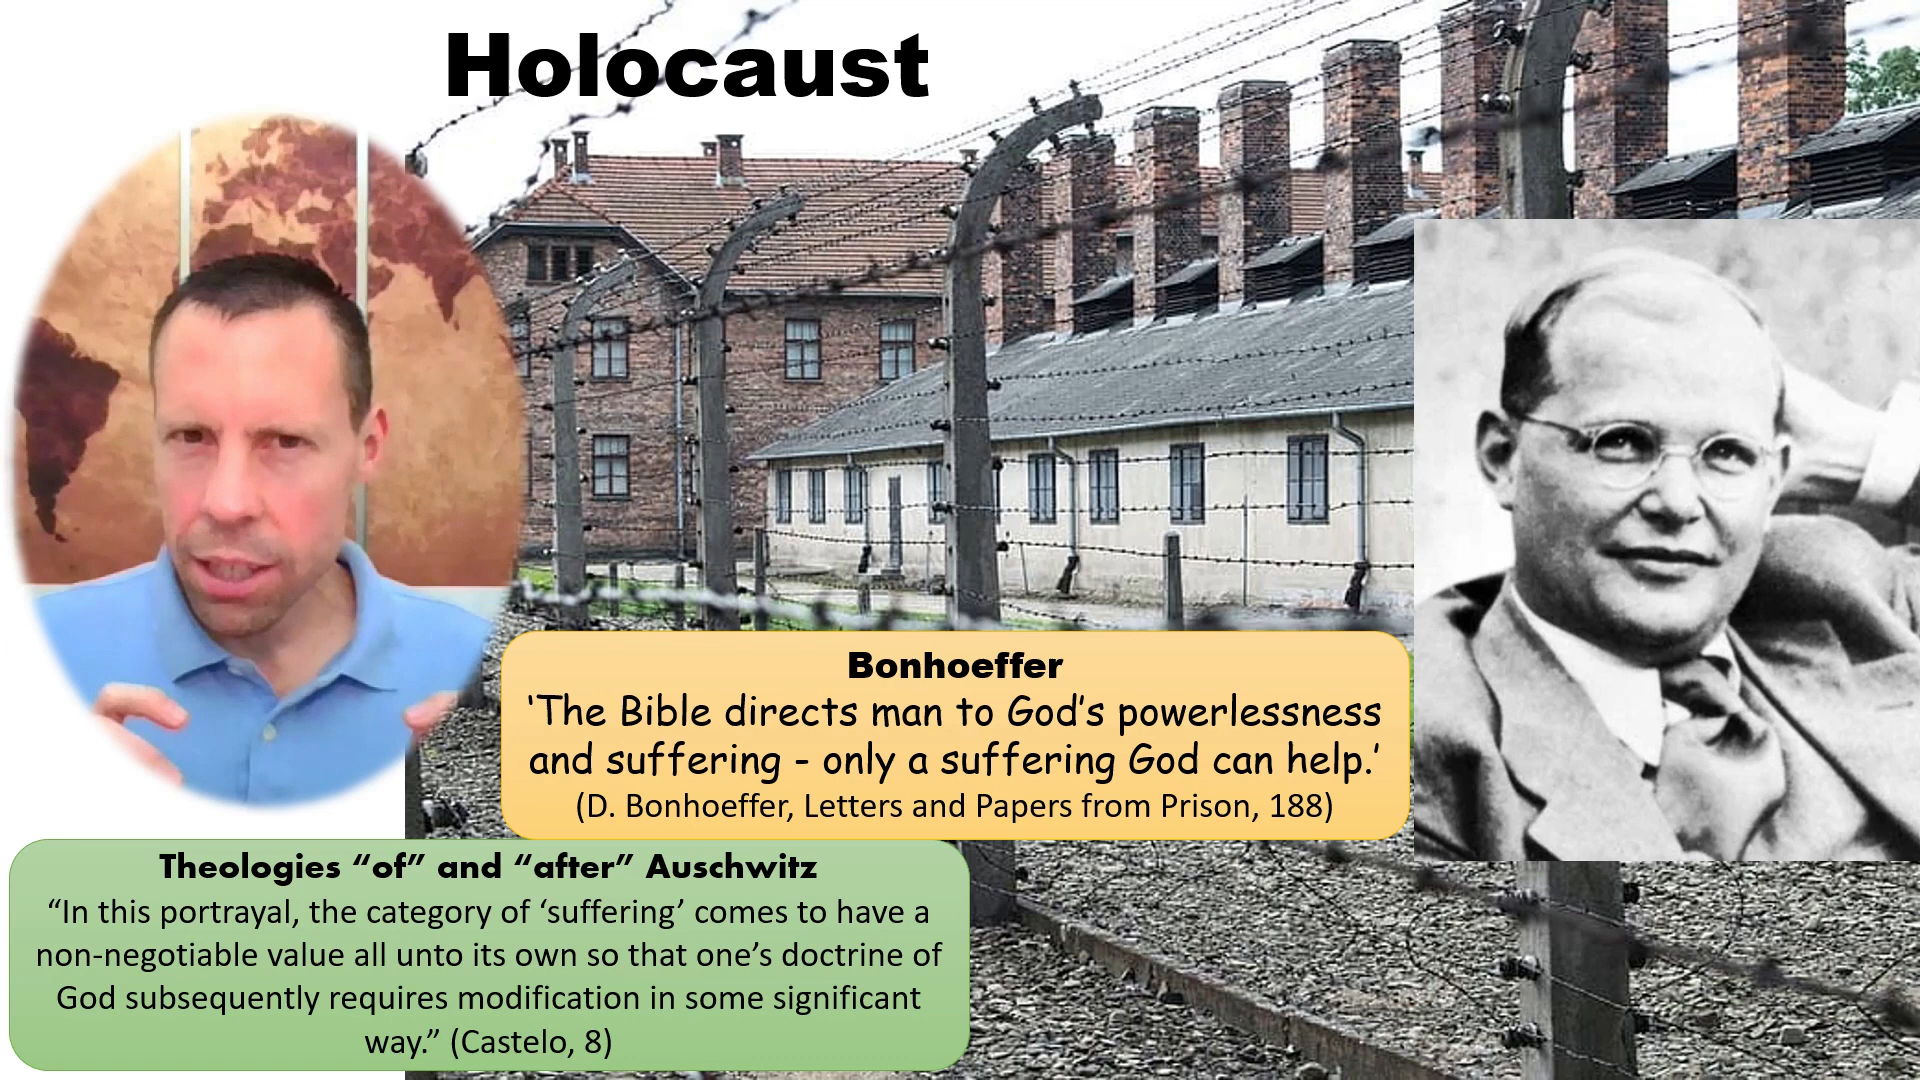 Holocaust
Bonhoeffer
‘The Bible directs man to God’s powerlessness
and suffering - only a suffering God can help.’
(D. Bonhoeffer, Letters and Papers from Prison, 188)
Theologies “of” and “after” Auschwitz
“In this portrayal, the category of ‘suffering’ comes to have a
non-negotiable value all unto its own so that one’s doctrine of
God subsequently requires modification in some significant
way.” (Castelo, 8)